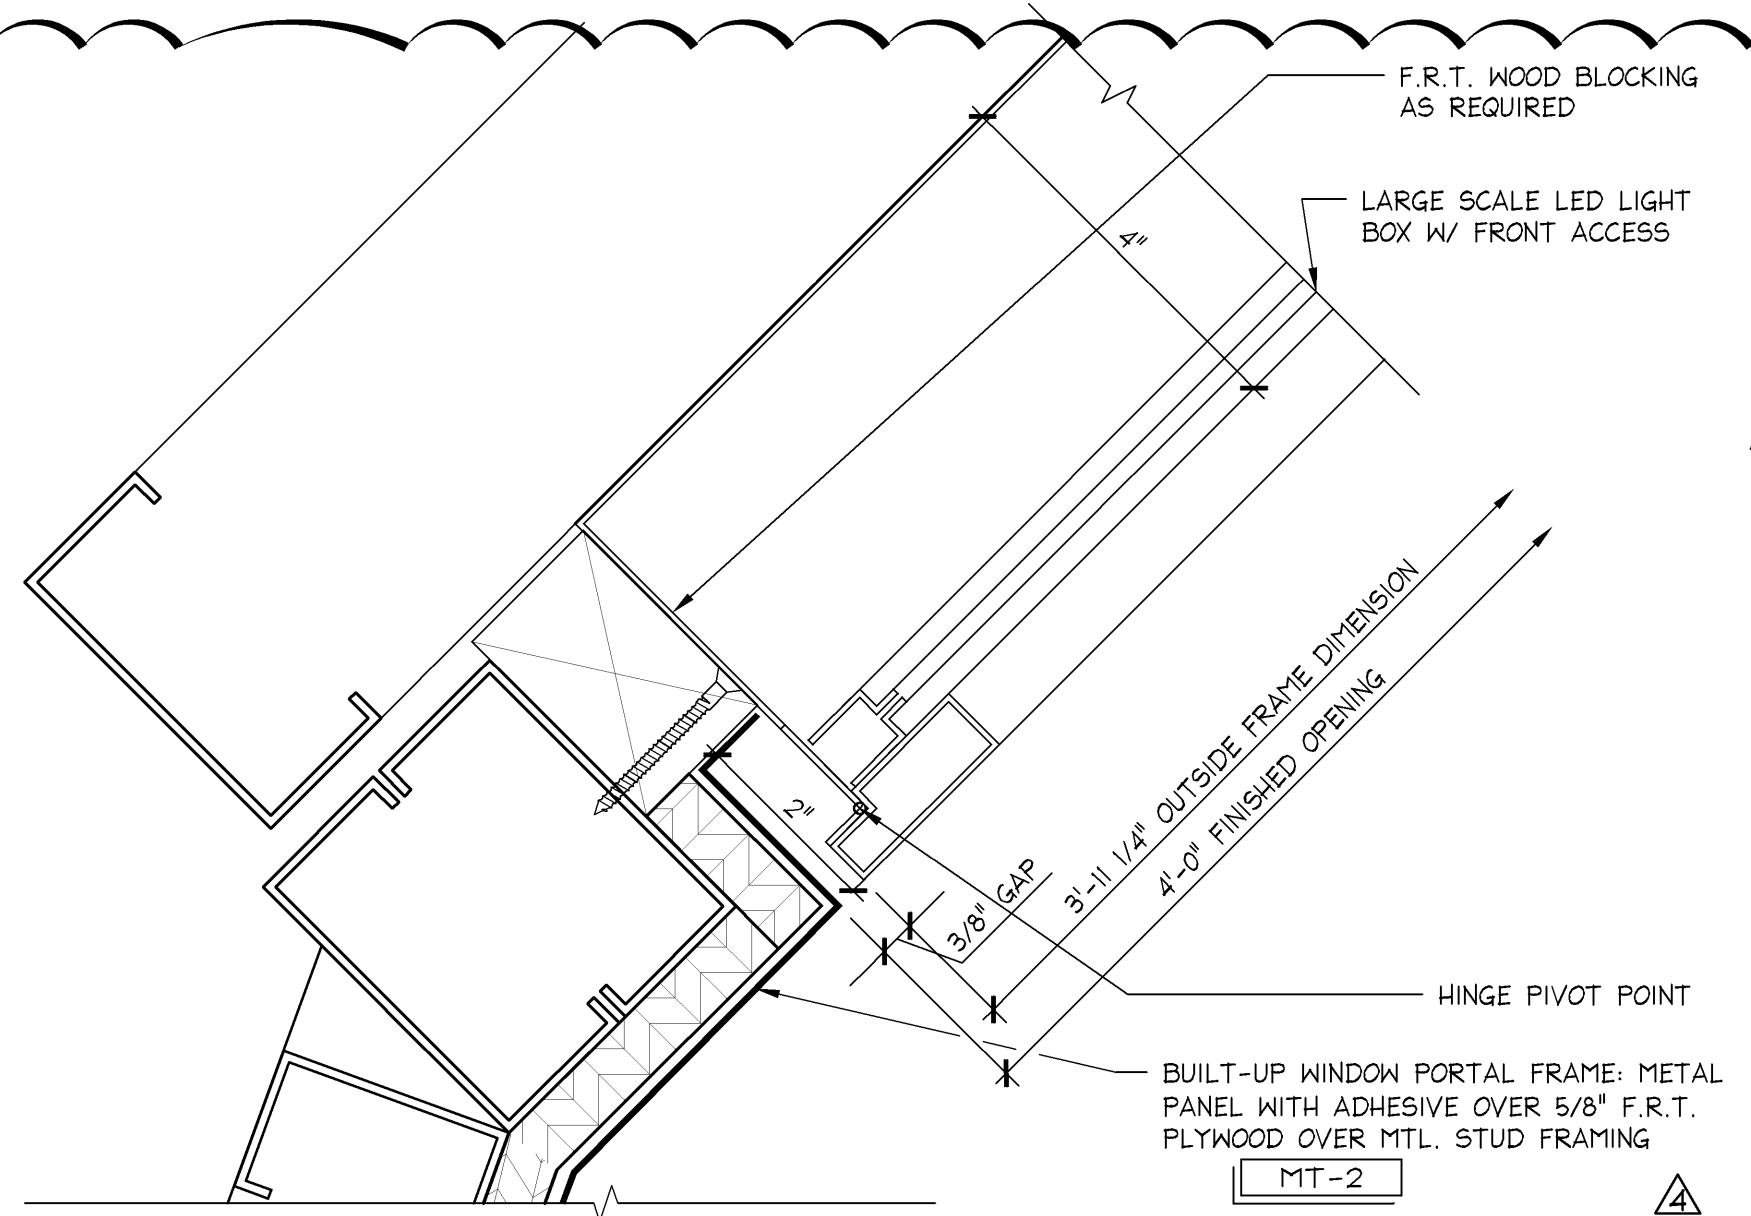 F.R.T. WOOD BLOCKING
AS REQUIRED
LARGE SCALE LED LIGHT
BOX W/ FRONT ACCESS
4"
2"
3/8" GAP
3'-11 1/4" OUTSIDE FRAME DIMENSION
4'-0" FINISHED OPENING
HINGE PIVOT POINT
BUILT-UP WINDOW PORTAL FRAME: METAL
PANEL WITH ADHESIVE OVER 5/8" F.R.T.
PLYWOOD OVER MTL. STUD FRAMING
MT-2
4